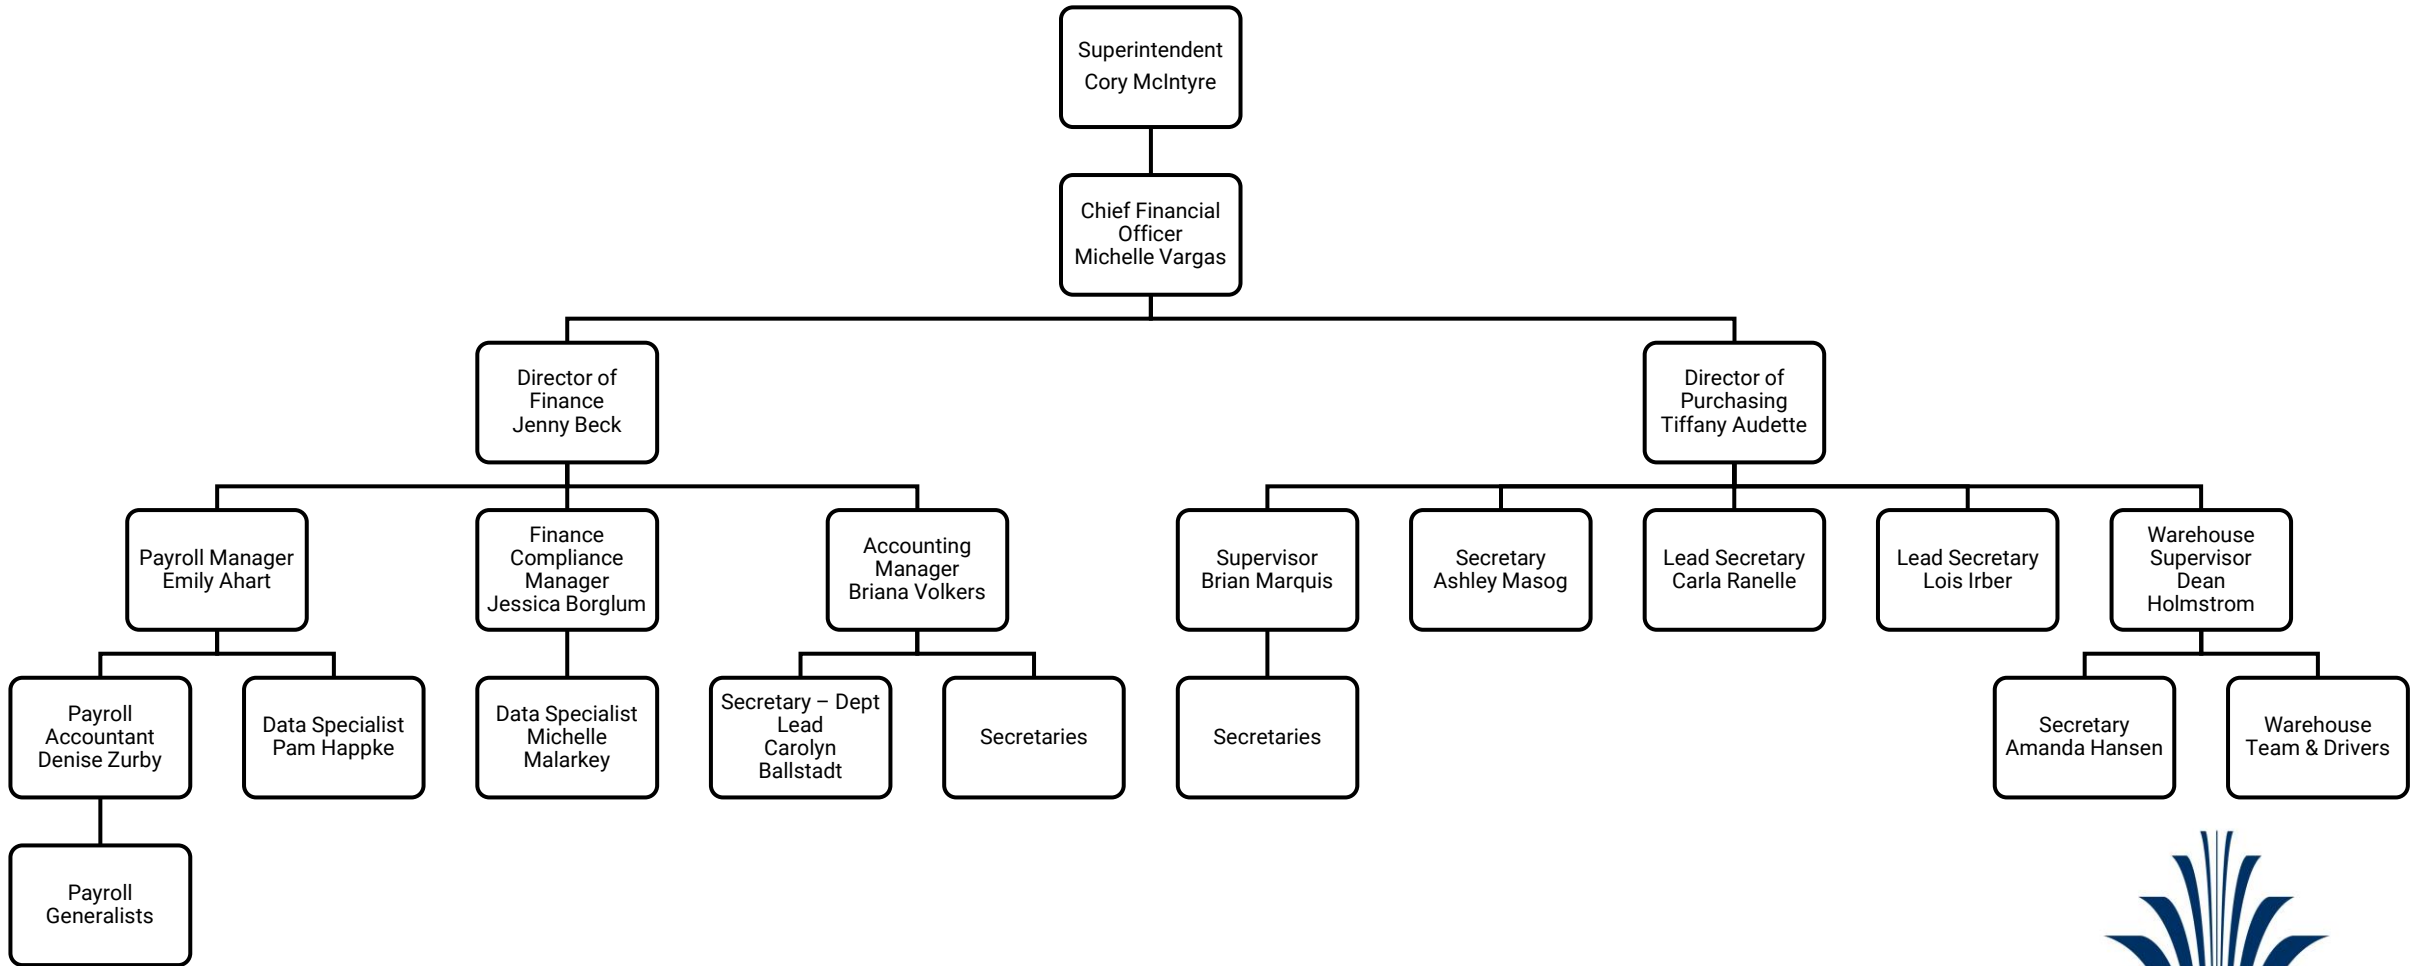 Superintendent
Cory McIntyre
Chief Financial
Officer
Michelle Vargas
Director of
Finance
Jenny Beck
Director of
Purchasing
Tiffany Audette
Payroll Manager
Emily Ahart
Finance
Compliance
Manager
Jessica Borglum
Accounting
Manager
Briana Volkers
Supervisor
Brian Marquis
Secretary
Ashley Masog
Lead Secretary
Carla Ranelle
Lead Secretary
Lois Irber
Warehouse
Supervisor
Dean
Holmstrom
Payroll
Accountant
Denise Zurby
Data Specialist
Pam Happke
Data Specialist
Michelle
Malarkey
Secretary – Dept
Lead
Carolyn
Ballstadt
Secretaries
Secretaries
Secretary
Amanda Hansen
Warehouse
Team & Drivers
Payroll
Generalists